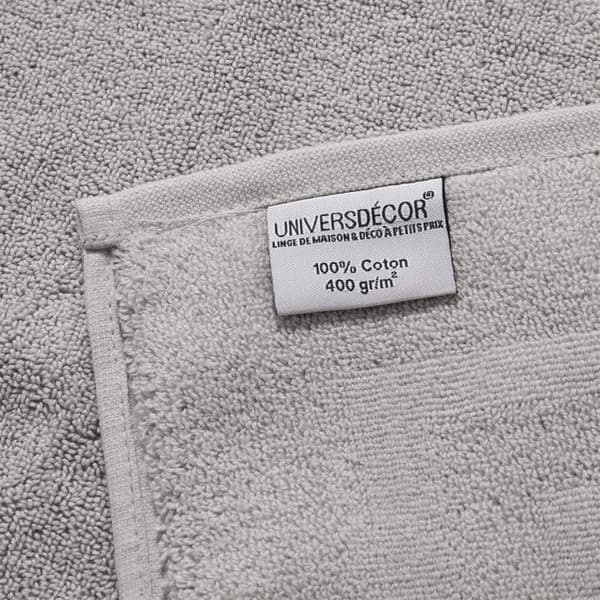 UNIVERSDÉCOR®
LINGE DE MAISON & DÉCO À PETITS PRIX
100% Coton
400 gr/m²